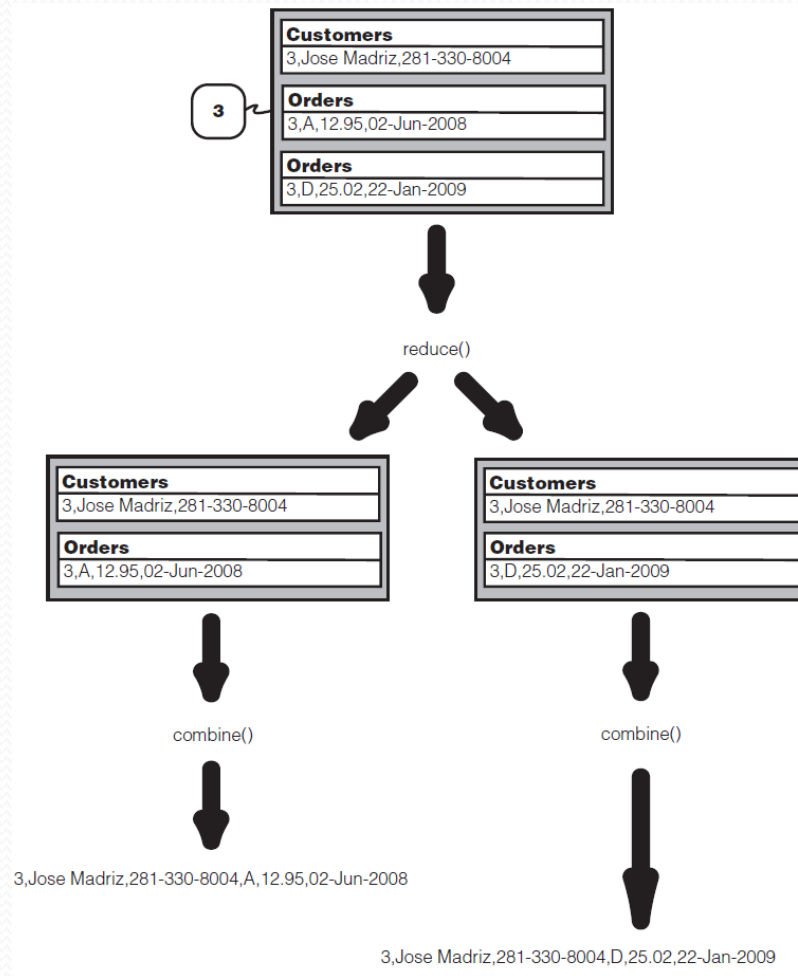 Customers
3,Jose Madriz,281-330-8004
3
Orders
3,A,12.95,02-Jun-2008
Orders
3,D,25.02,22-Jan-2009
reduce()
Customers
3,Jose Madriz,281-330-8004
Orders
3,A,12.95,02-Jun-2008
Customers
3,Jose Madriz,281-330-8004
Orders
3,D,25.02,22-Jan-2009
combine()
combine()
3,Jose Madriz,281-330-8004,A,12.95,02-Jun-2008
3,Jose Madriz,281-330-8004,D,25.02,22-Jan-2009